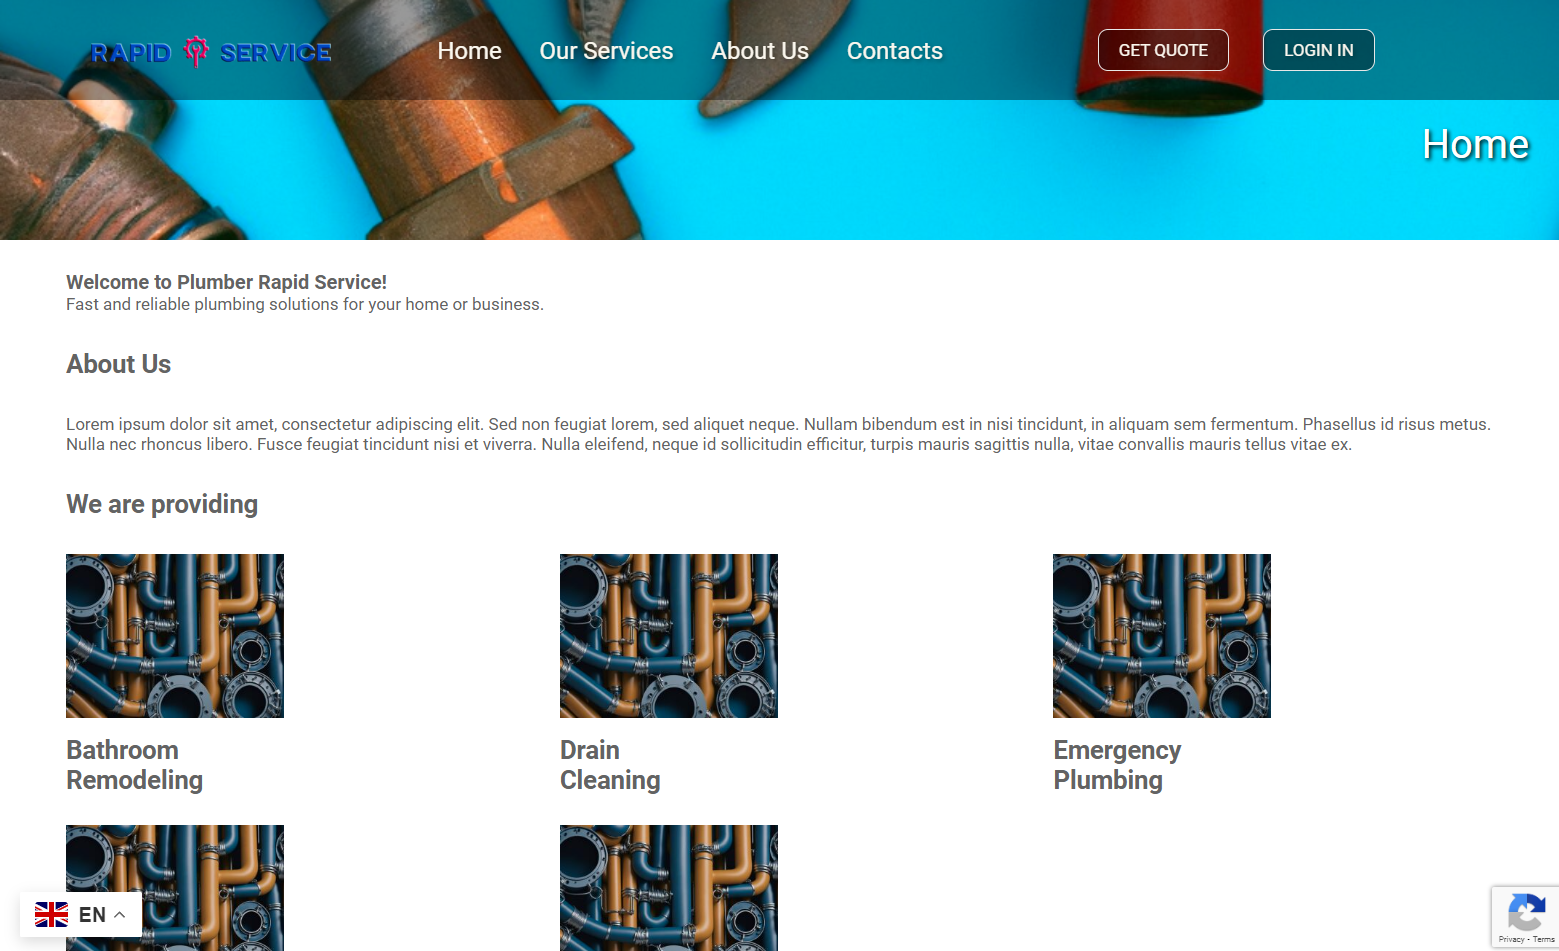 RAPID SERVICE
Home Our Services About Us Contacts
GET QUOTE LOGIN IN
Home
Welcome to Plumber Rapid Service!
Fast and reliable plumbing solutions for your home or business.
About Us
Lorem ipsum dolor sit amet, consectetur adipiscing elit. Sed non feugiat lorem, sed aliquet neque. Nullam bibendum est in nisi tincidunt, in aliquam sem fermentum. Phasellus id risus metus.
Nulla nec rhoncus libero. Fusce feugiat tincidunt nisi et viverra. Nulla eleifend, neque id sollicitudin efficitur, turpis mauris sagittis nulla, vitae convallis mauris tellus vitae ex.
We are providing
Bathroom
Remodeling
Drain
Cleaning
Emergency
Plumbing
EN
Privacy - Terms